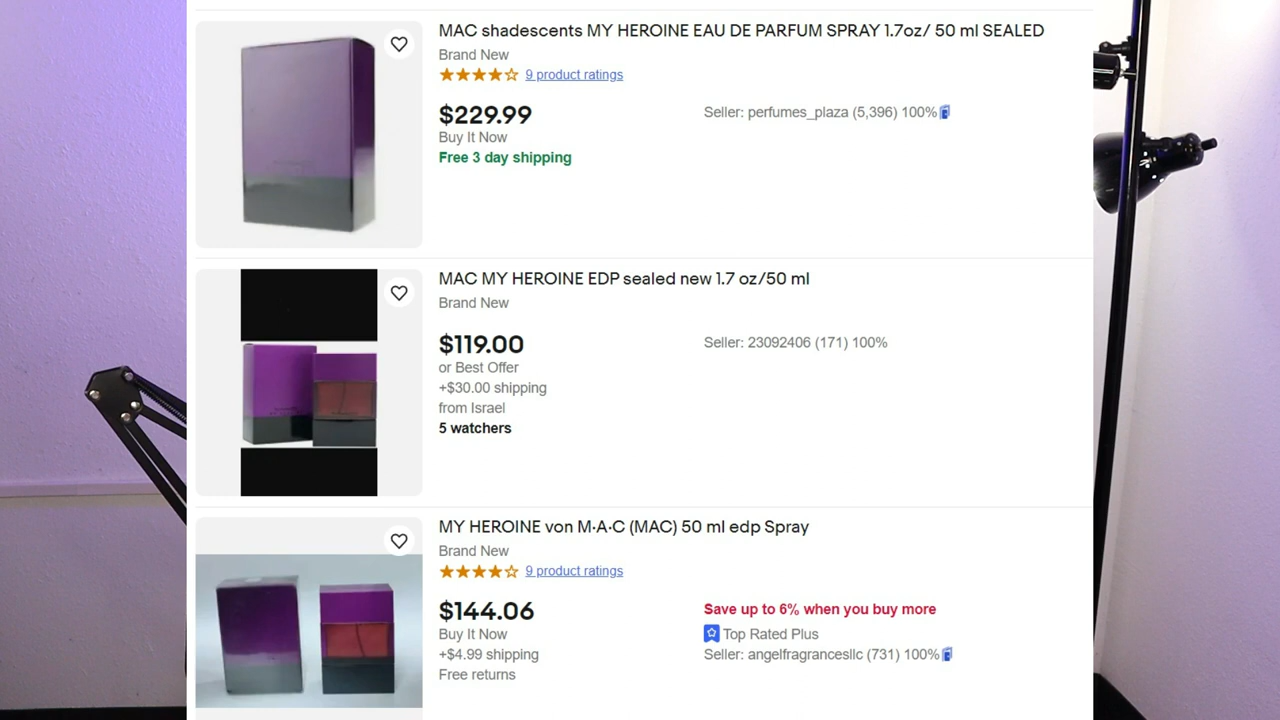 MAC shadescents MY HEROINE EAU DE PARFUM SPRAY 1.7oz/ 50 ml SEALED
Brand New
9 product ratings
$229.99
Seller: perfumes_plaza (5,396) 100%
Buy It Now
Free 3 day shipping
MAC MY HEROINE EDP sealed new 1.7 oz/50 ml
Brand New
$119.00
Seller: 23092406 (171) 100%
or Best Offer
+$30.00 shipping
from Israel
5 watchers
MY HEROINE von M·A·C (MAC) 50 ml edp Spray
Brand New
9 product ratings
$144.06
Save up to 6% when you buy more
Buy It Now
Top Rated Plus
+$4.99 shipping
Seller: angelfragrancesllc (731) 100%
Free returns